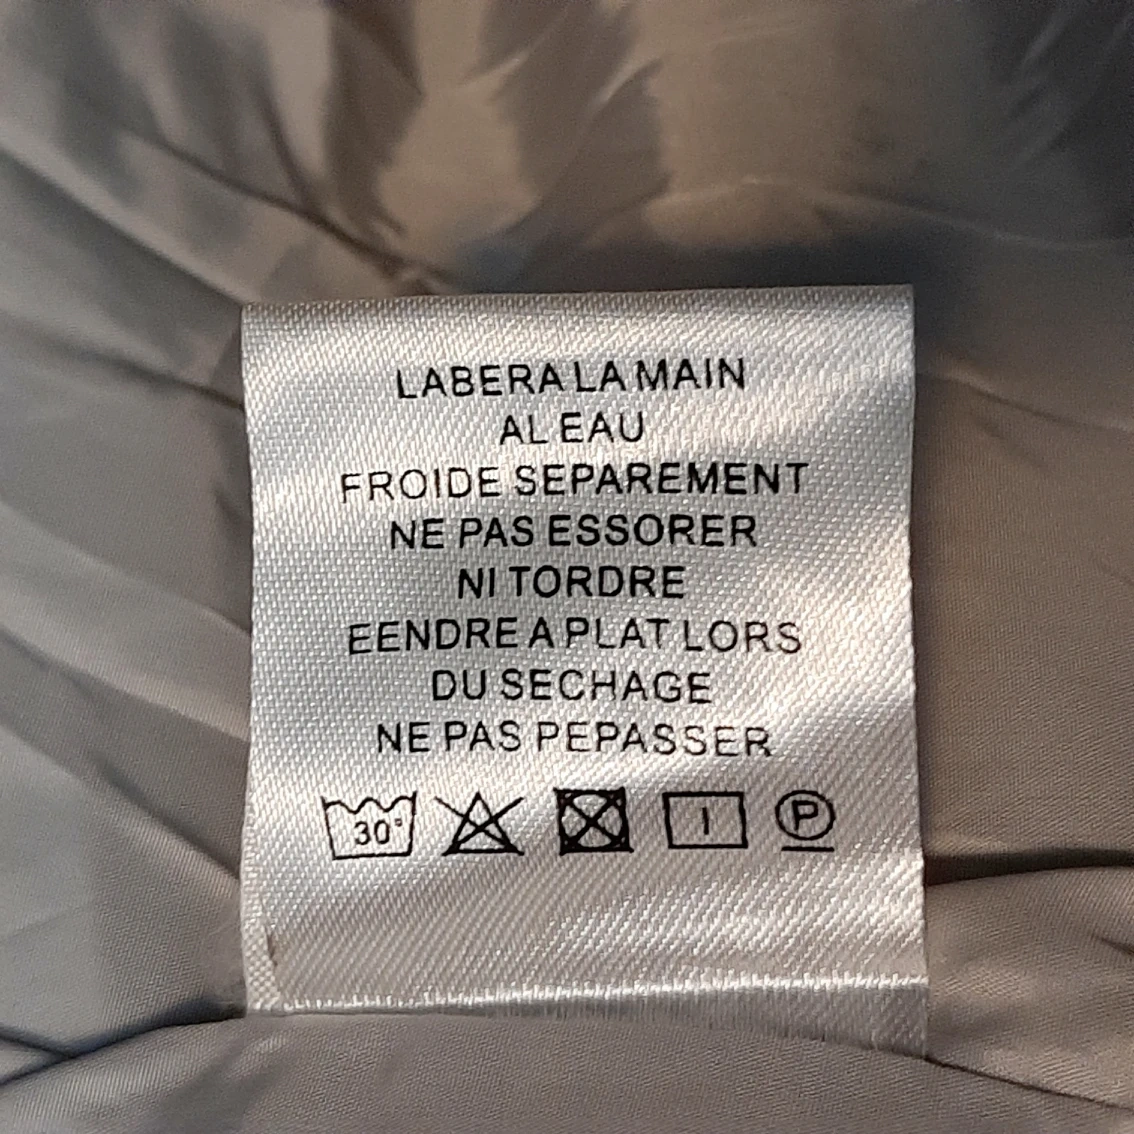 LABERA LA MAIN
AL EAU
FROIDE SEPAREMENT
NE PAS ESSORER
NI TORDRE
EENDRE A PLAT LORS
DU SECHAGE
NE PAS PEPASSER
30° P